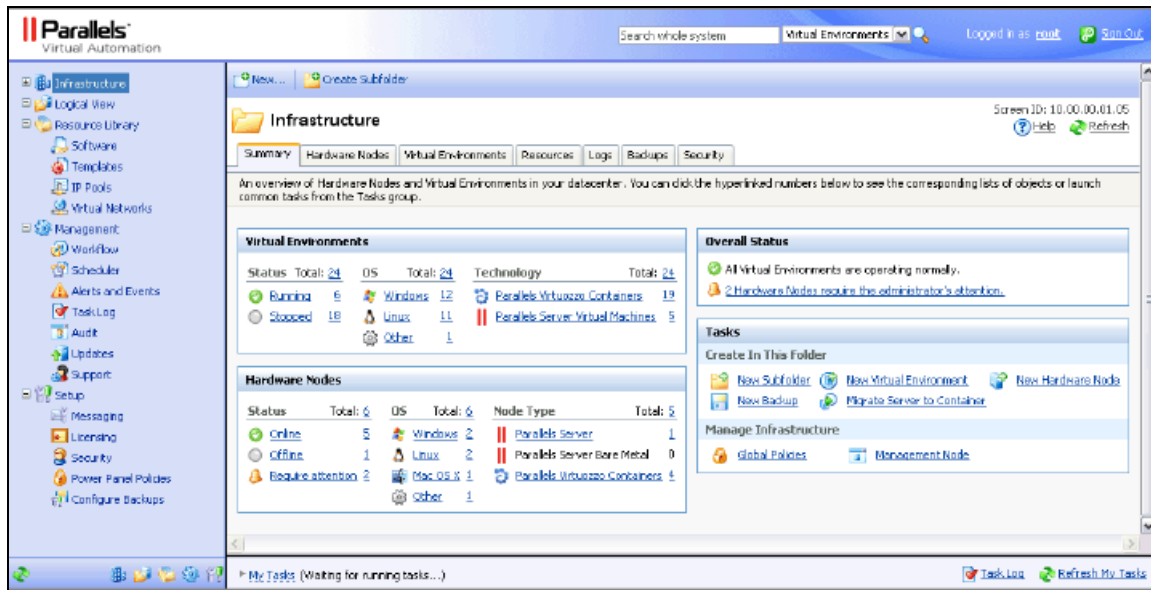 Parallels
Virtual Automation
Search whole system
Virtual Environments
Logged in as root
Sign Out
Infrastructure
Logical View
Resource Library
Software
Templates
IP Pools
Virtual Networks
Management
Workflow
Scheduler
Alerts and Events
Task Log
Audit
Updates
Support
Setup
Messaging
Licensing
Security
Power Panel Policies
Configure Backups
New... Create Subfolder
Infrastructure
Screen ID: 10.00.00.01.05
Help Refresh
Summary Hardware Nodes Virtual Environments Resources Logs Backups Security
An overview of Hardware Nodes and Virtual Environments in your datacenter. You can click the hyperlinked numbers below to see the corresponding lists of objects or launch
common tasks from the Tasks group.
Virtual Environments
Status Total: 24 OS Total: 24 Technology Total: 24
Running 6 Windows 12 Parallels Virtuozzo Containers 19
Stopped 18 Linux 11 Parallels Server Virtual Machines 5
Other 1
Hardware Nodes
Status Total: 6 OS Total: 6 Node Type Total: 5
Online 5 Windows 2 Parallels Server 1
Offline 1 Linux 2 Parallels Server Bare Metal 0
Require attention 2 Mac OS X 1 Parallels Virtuozzo Containers 4
Other 1
Overall Status
All Virtual Environments are operating normally.
2 Hardware Nodes require the administrator's attention.
Tasks
Create In This Folder
New Subfolder New Virtual Environment New Hardware Node
New Backup Migrate Server to Container
Manage Infrastructure
Global Policies Management Node
My Tasks (Waiting for running tasks...)
Task Log Refresh My Tasks